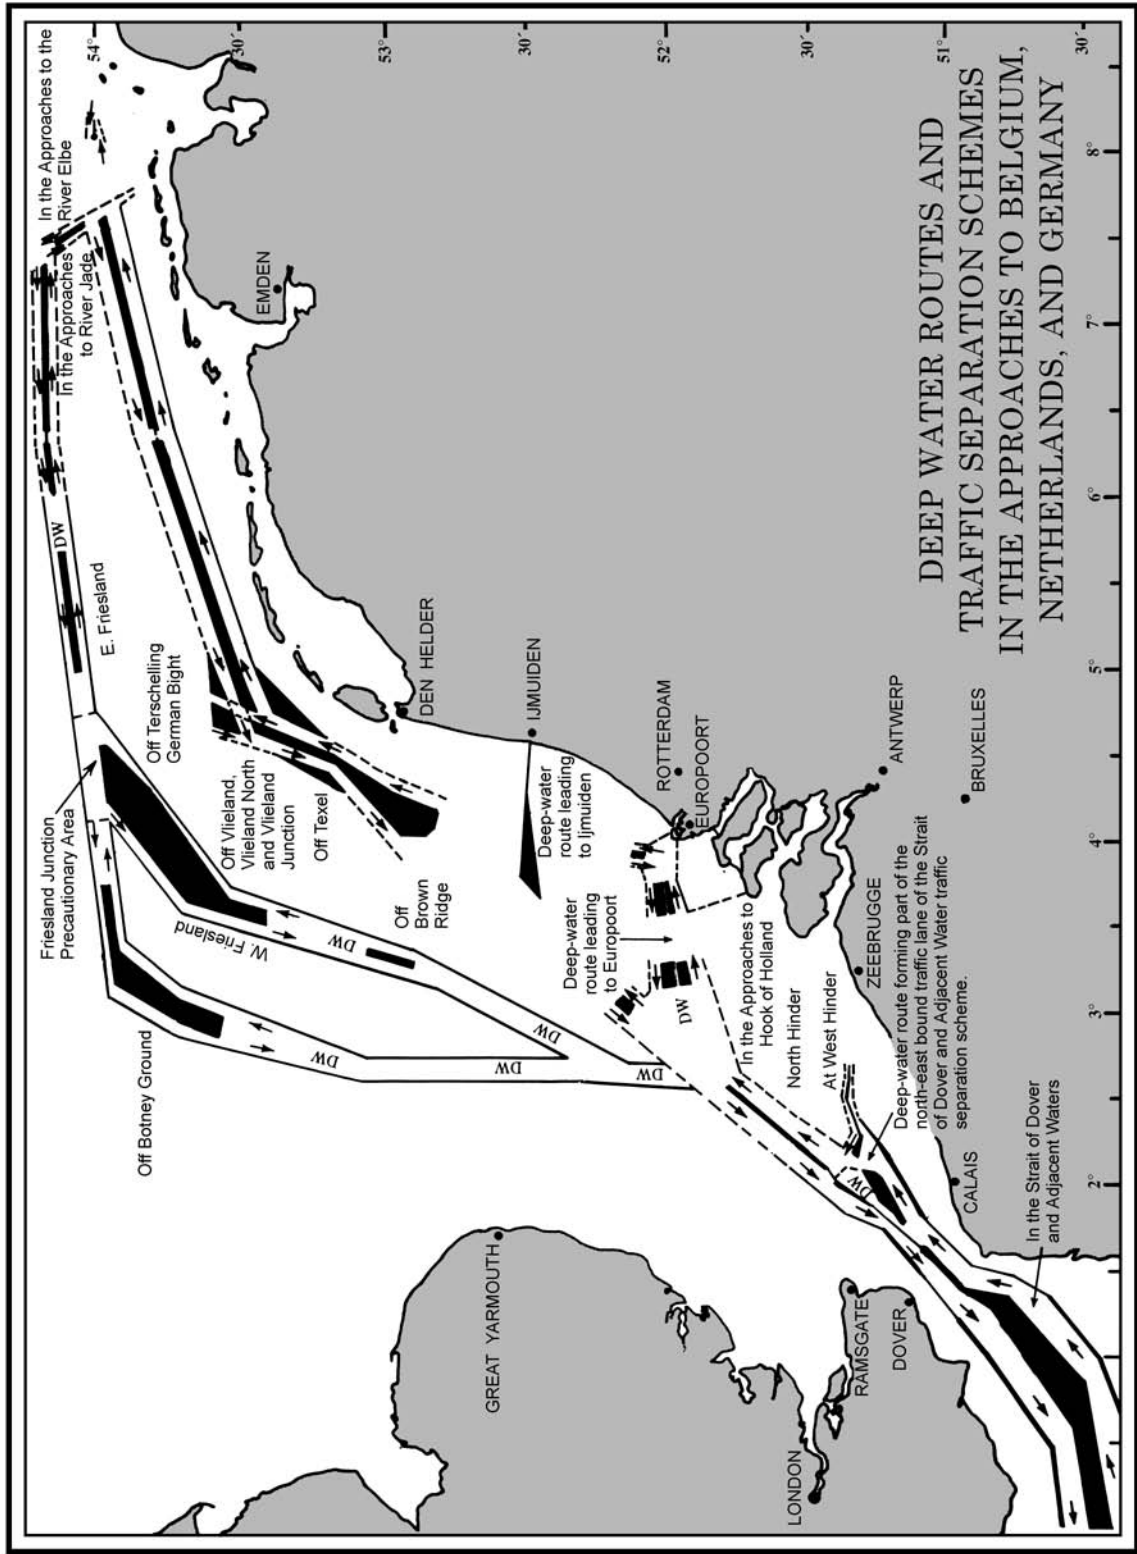 DEEP WATER ROUTES AND
TRAFFIC SEPARATION SCHEMES
IN THE APPROACHES TO BELGIUM,
NETHERLANDS, AND GERMANY
54°
30´
53°
30´
52°
30´
51°
30´
8°
7°
6°
5°
4°
3°
2°
In the Approaches to the
River Elbe
In the Approaches
to River Jade
DW
E. Friesland
Friesland Junction
Precautionary Area
Off Terschelling
German Bight
Off Vlieland,
Vlieland North
and Vlieland
Junction
Off Texel
Off
Brown
Ridge
W. Friesland
DW
DW
Off Botney Ground
DW
DW
DW
Deep-water
route leading
to Ijmuiden
Deep-water
route leading
to Europoort
DW
In the Approaches to
Hook of Holland
North Hinder
At West Hinder
Deep-water route forming part of the
north-east bound traffic lane of the Strait
of Dover and Adjacent Water traffic
separation scheme.
DW
In the Strait of Dover
and Adjacent Waters
EMDEN
DEN HELDER
IJMUIDEN
ROTTERDAM
EUROPOORT
ANTWERP
BRUXELLES
ZEEBRUGGE
CALAIS
GREAT YARMOUTH
RAMSGATE
DOVER
LONDON